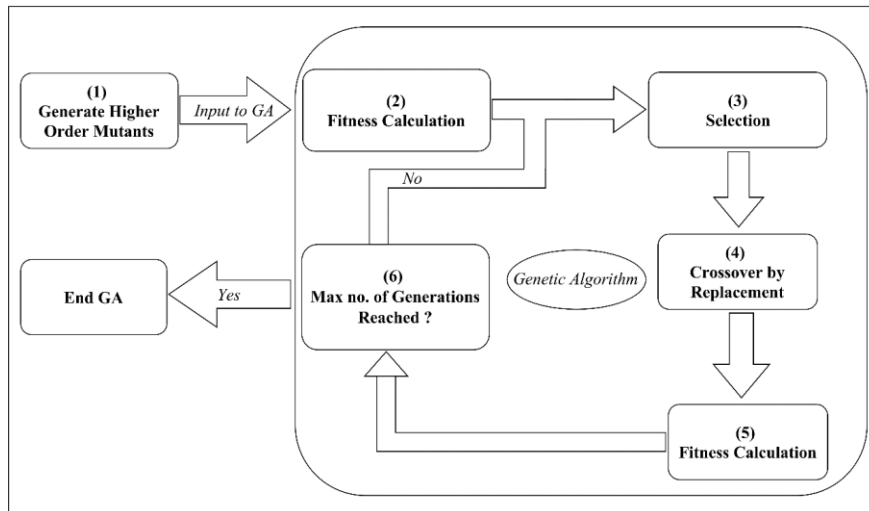 (1)
Generate Higher
Order Mutants
Input to GA
(2)
Fitness Calculation
(3)
Selection
No
(4)
Crossover by
Replacement
Genetic Algorithm
(6)
Max no. of Generations
Reached ?
Yes
End GA
(5)
Fitness Calculation